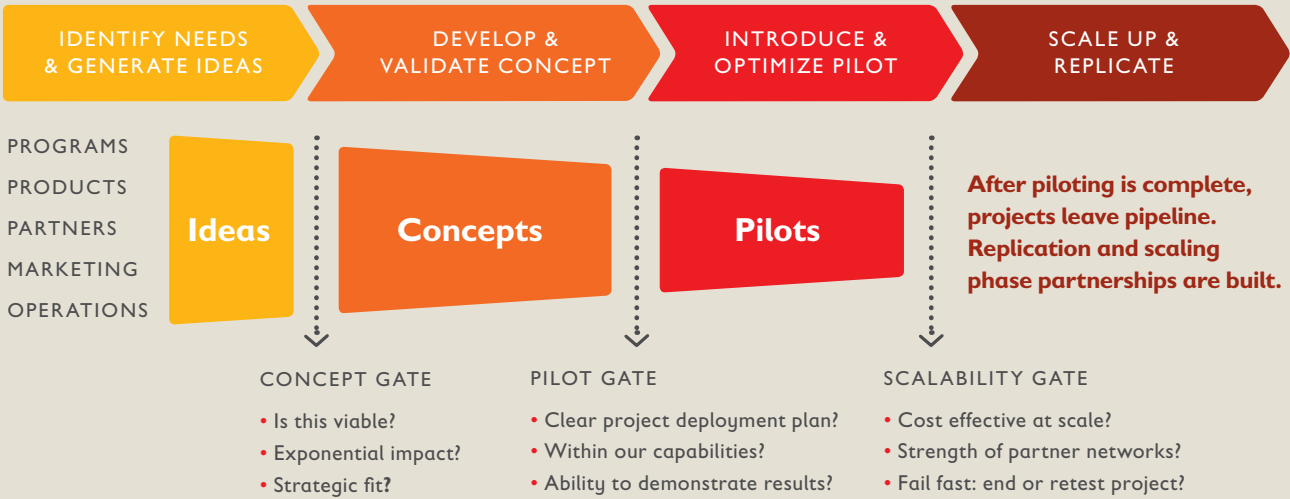 IDENTIFY NEEDS
& GENERATE IDEAS
DEVELOP &
VALIDATE CONCEPT
INTRODUCE &
OPTIMIZE PILOT
SCALE UP &
REPLICATE
PROGRAMS
PRODUCTS
PARTNERS
MARKETING
OPERATIONS
Ideas
Concepts
Pilots
After piloting is complete,
projects leave pipeline.
Replication and scaling
phase partnerships are built.
CONCEPT GATE
• Is this viable?
• Exponential impact?
• Strategic fit?
PILOT GATE
• Clear project deployment plan?
• Within our capabilities?
• Ability to demonstrate results?
SCALABILITY GATE
• Cost effective at scale?
• Strength of partner networks?
• Fail fast: end or retest project?